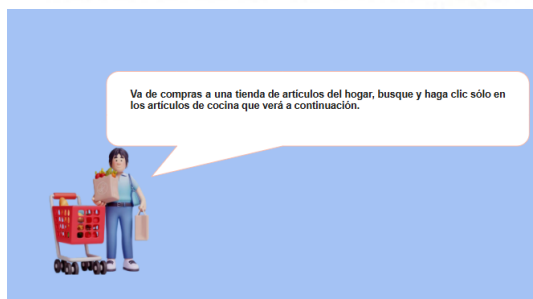 Va de compras a una tienda de artículos del hogar, busque y haga clic sólo en
los artículos de cocina que verá a continuación.